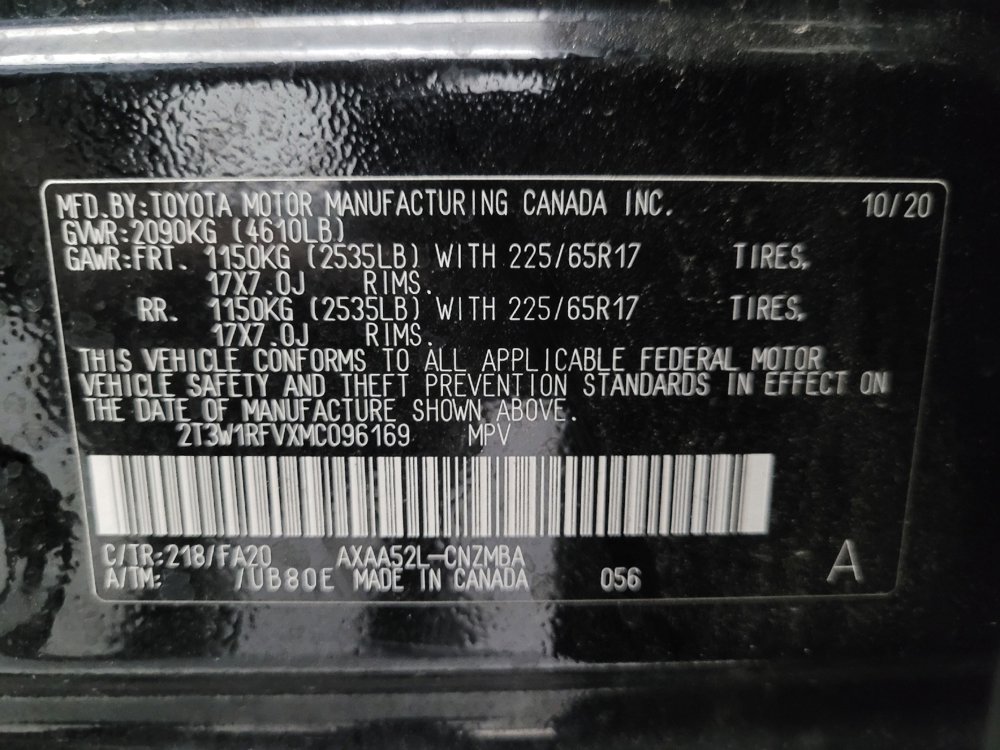 MFD.BY:TOYOTA MOTOR MANUFACTURING CANADA INC. 10/20
GVWR:2090KG (4610LB)
GAWR:FRT. 1150KG (2535LB) WITH 225/65R17 TIRES,
17X7.0J RIMS.
RR. 1150KG (2535LB) WITH 225/65R17 TIRES,
17X7.0J RIMS.
THIS VEHICLE CONFORMS TO ALL APPLICABLE FEDERAL MOTOR
VEHICLE SAFETY AND THEFT PREVENTION STANDARDS IN EFFECT ON
THE DATE OF MANUFACTURE SHOWN ABOVE.
2T3W1RFVXMC096169 MPV
C/TR:218/FA20 AXAA52L-CNZMBA
A/TM: /UB80E MADE IN CANADA 056 A